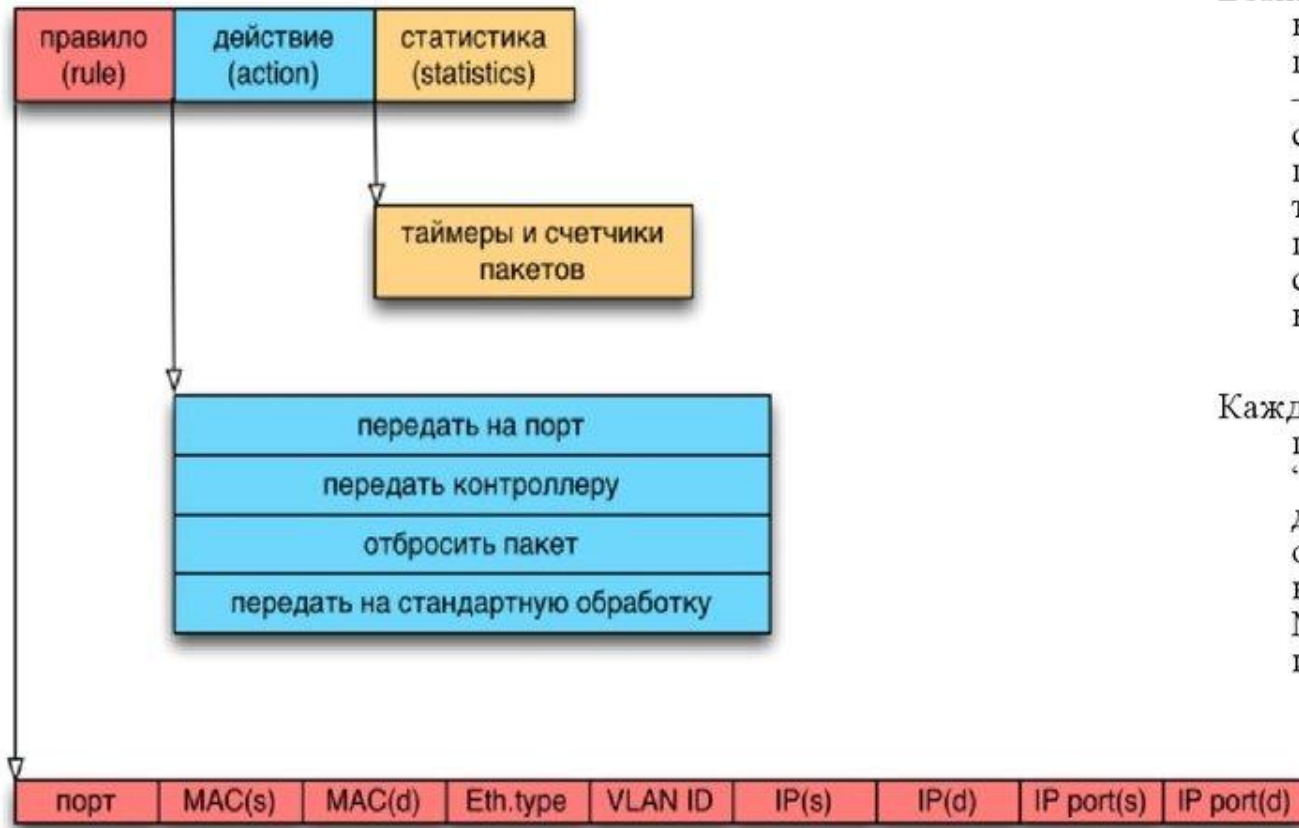 правило
(rule)
действие
(action)
статистика
(statistics)
таймеры и счетчики
пакетов
передать на порт
передать контроллеру
отбросить пакет
передать на стандартную обработку
порт
MAC(s)
MAC(d)
Eth.type
VLAN ID
IP(s)
IP(d)
IP port(s)
IP port(d)